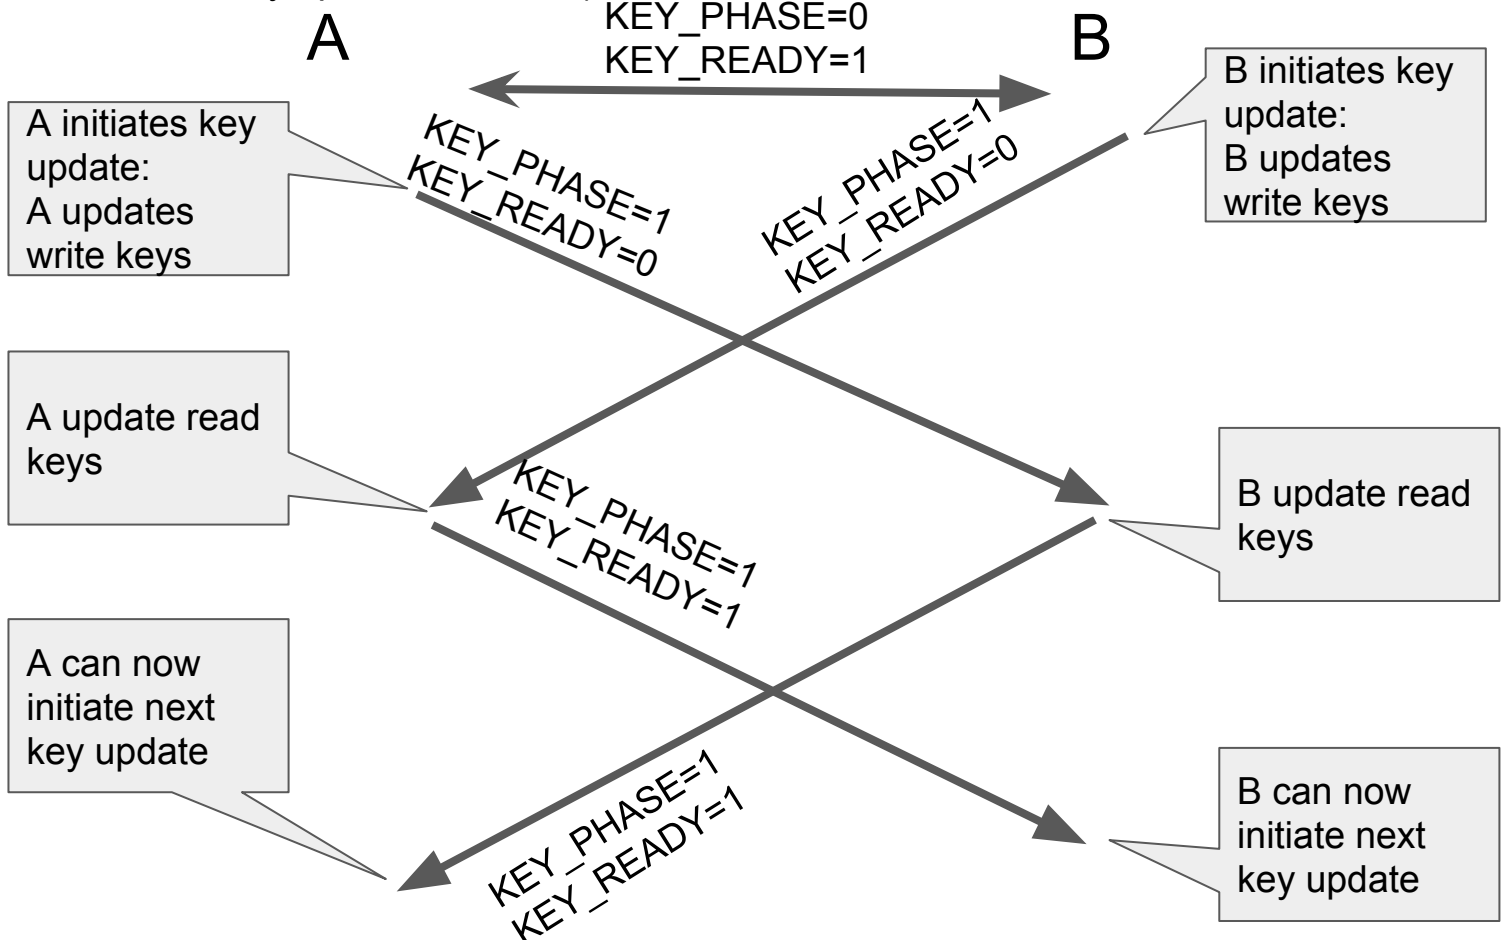 A
KEY_PHASE=0
KEY_READY=1
B
A initiates key
update:
A updates
write keys
KEY_PHASE=1
KEY_READY=0
KEY_PHASE=1
KEY_READY=0
B initiates key
update:
B updates
write keys
A update read
keys
KEY_PHASE=1
KEY_READY=1
B update read
keys
A can now
initiate next
key update
KEY_PHASE=1
KEY_READY=1
B can now
initiate next
key update